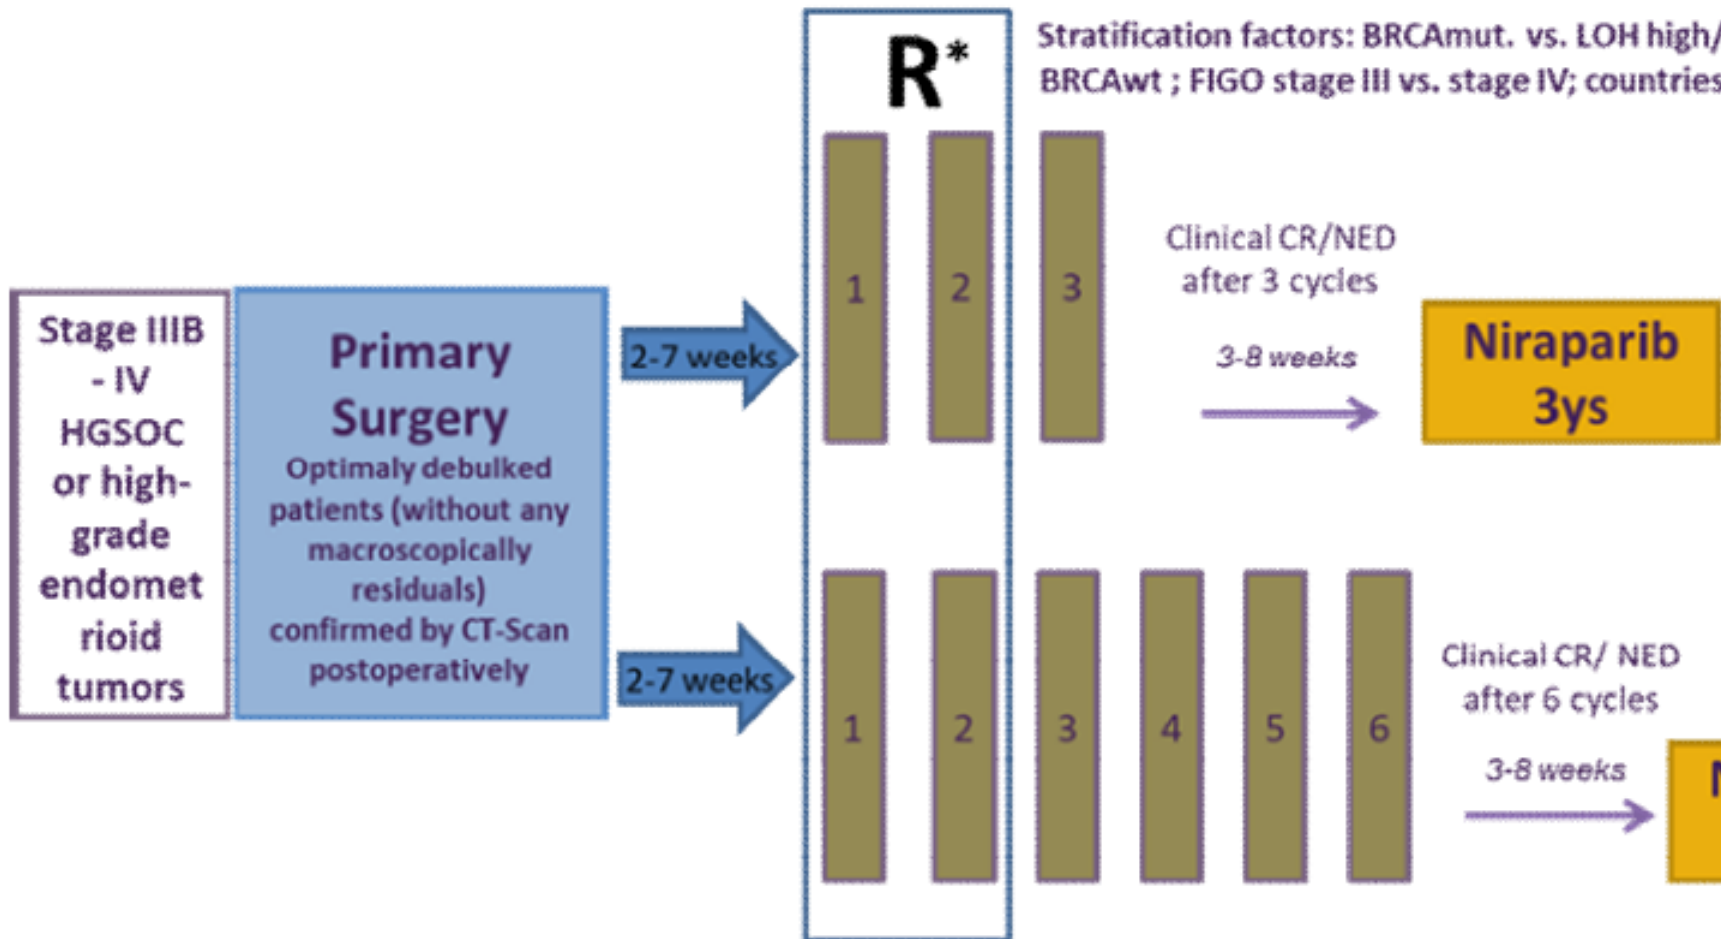 R*
Stratification factors: BRCAmut. vs. LOH high/
BRCAwt ; FIGO stage III vs. stage IV; countries
Stage IIIB
- IV
HGSOC
or high-
grade
endomet
rioid
tumors
Primary
Surgery
Optimaly debulked
patients (without any
macroscopically
residuals)
confirmed by CT-Scan
postoperatively
2-7 weeks
1
2
3
Clinical CR/NED
after 3 cycles
3-8 weeks
Niraparib
3ys
2-7 weeks
1
2
3
4
5
6
Clinical CR/ NED
after 6 cycles
3-8 weeks